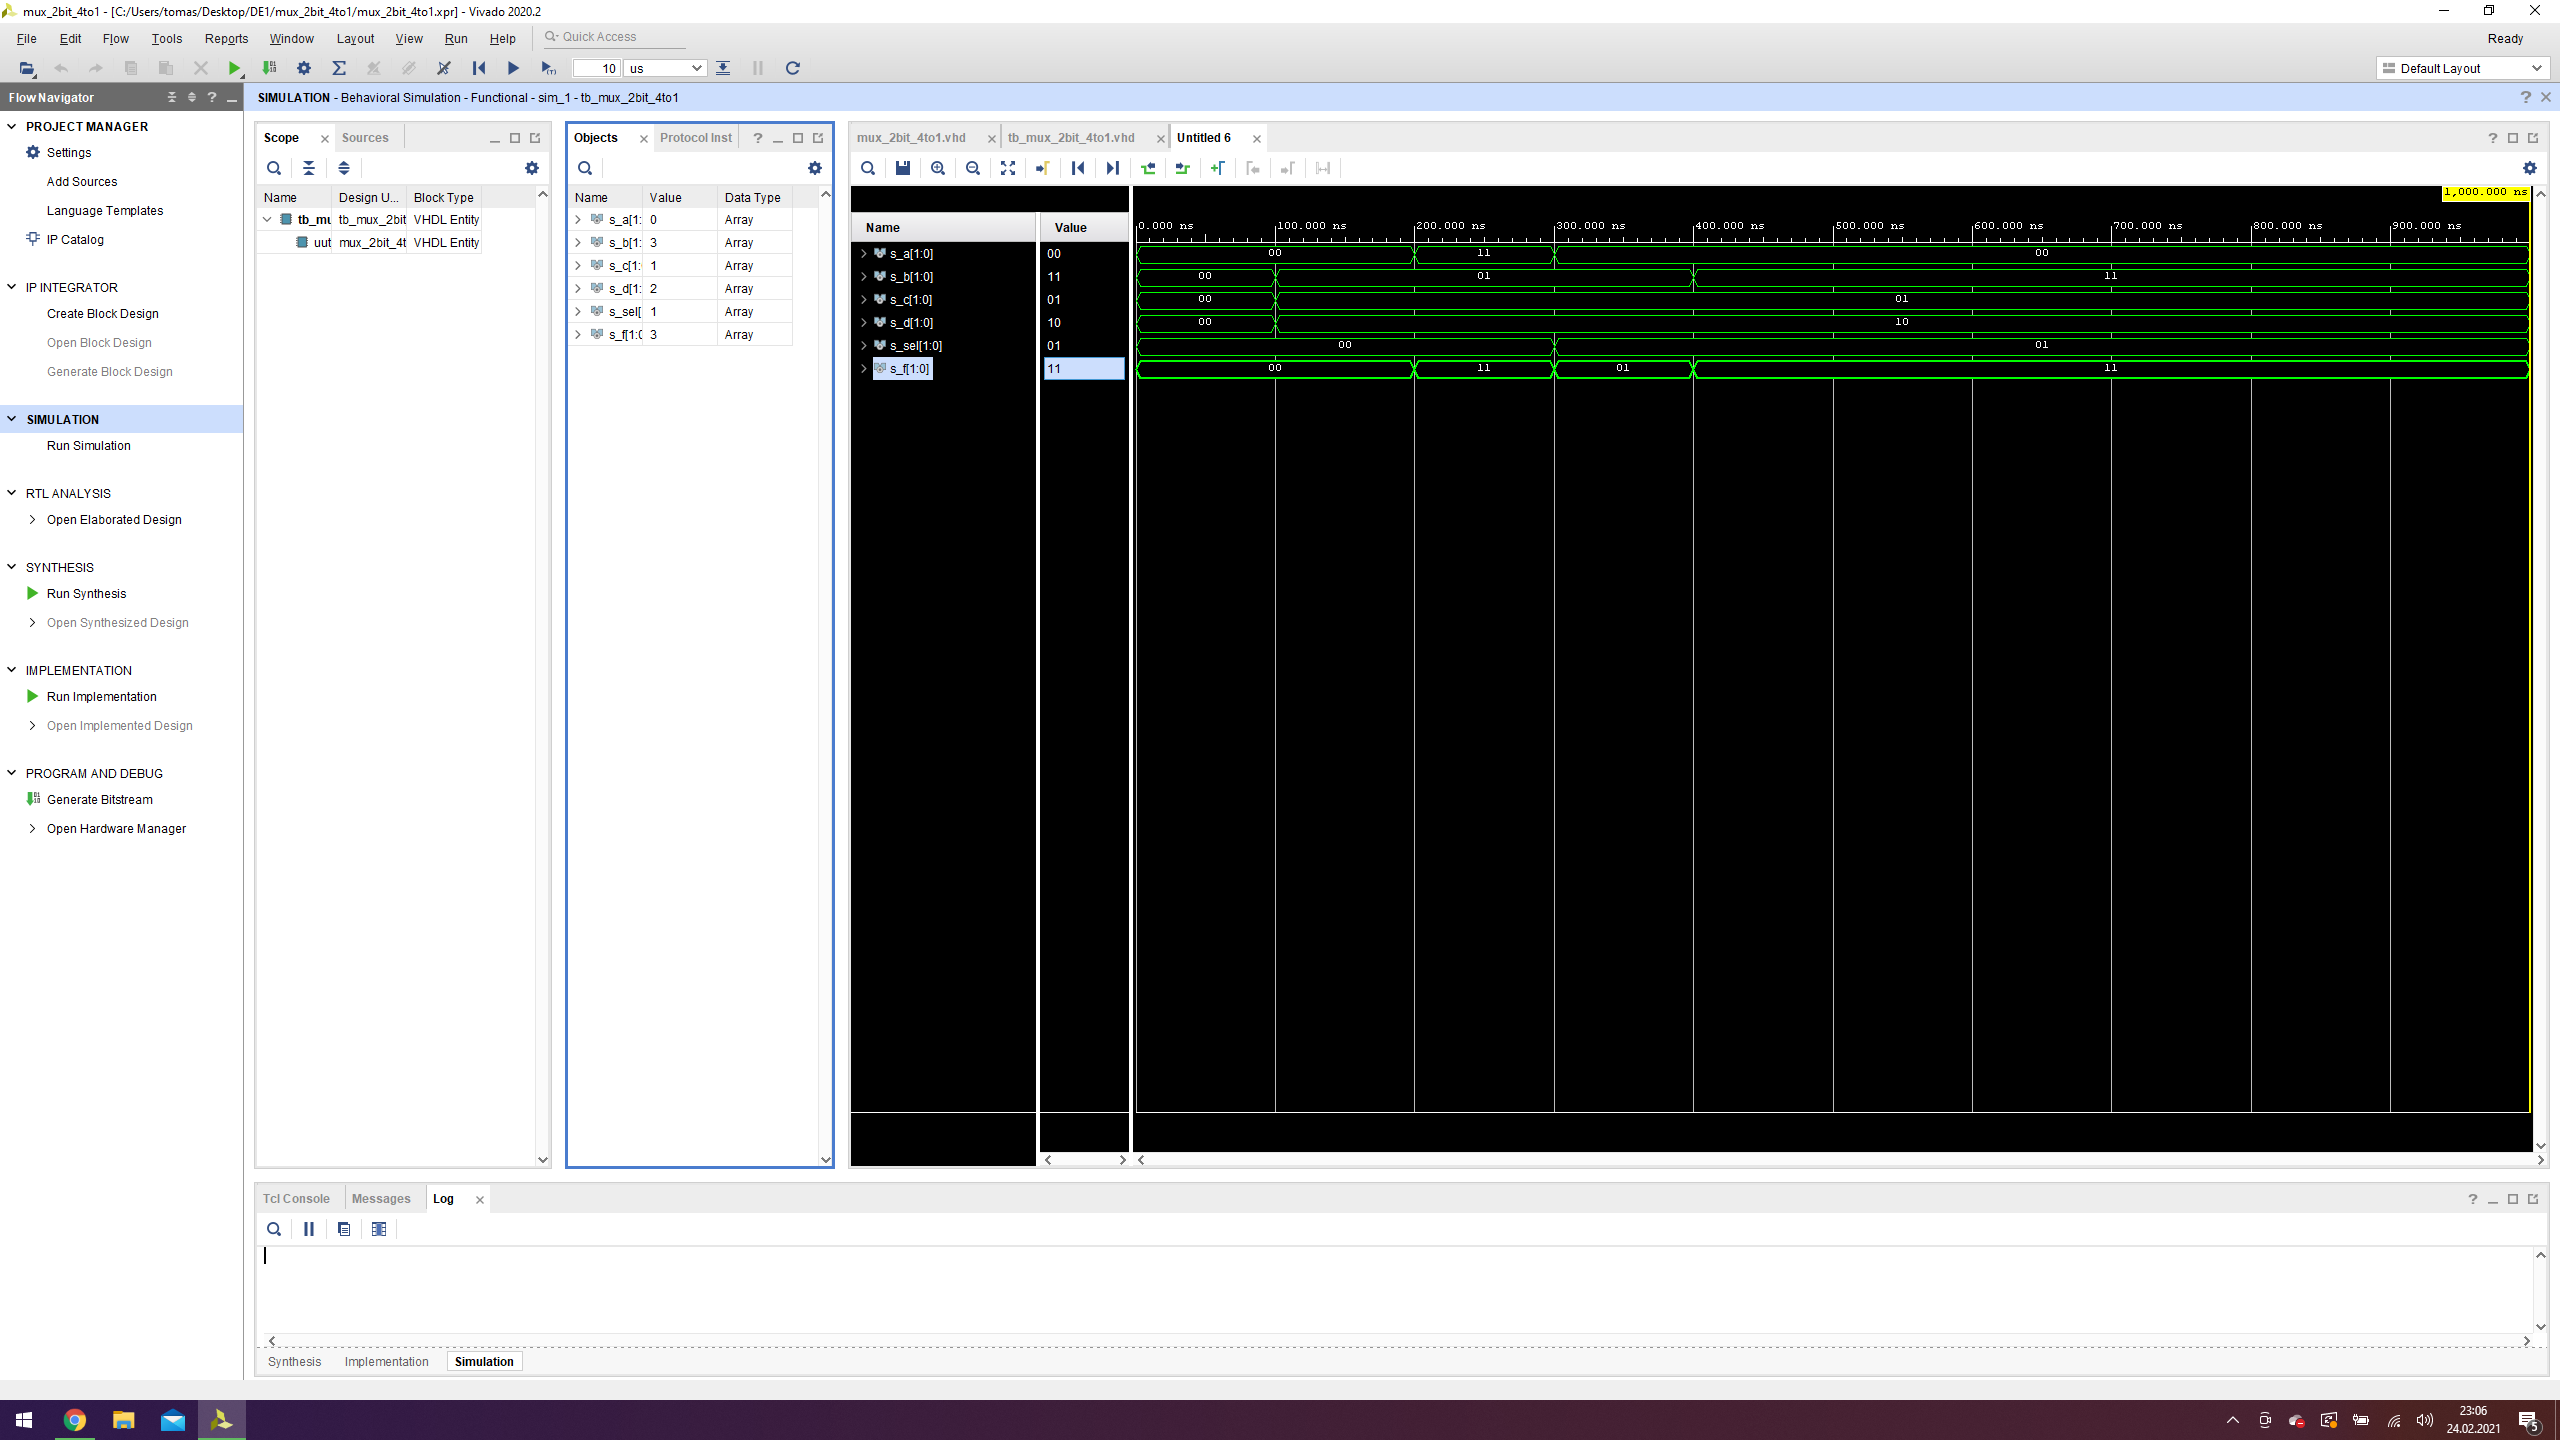 mux_2bit_4to1 - [C:/Users/tomas/Desktop/DE1/mux_2bit_4to1/mux_2bit_4to1.xpr] - Vivado 2020.2
File Edit Flow Tools Reports Window Layout View Run Help Quick Access
Ready
10 us
Default Layout
Flow Navigator
SIMULATION - Behavioral Simulation - Functional - sim_1 - tb_mux_2bit_4to1
PROJECT MANAGER
Settings
Add Sources
Language Templates
IP Catalog
IP INTEGRATOR
Create Block Design
Open Block Design
Generate Block Design
SIMULATION
Run Simulation
RTL ANALYSIS
Open Elaborated Design
SYNTHESIS
Run Synthesis
Open Synthesized Design
IMPLEMENTATION
Run Implementation
Open Implemented Design
PROGRAM AND DEBUG
Generate Bitstream
Open Hardware Manager
Scope Sources
Name Design U... Block Type
tb_mu tb_mux_2bit VHDL Entity
uut mux_2bit_4t VHDL Entity
Objects Protocol Inst
Name Value Data Type
s_a[1: 0 Array
s_b[1: 3 Array
s_c[1: 1 Array
s_d[1: 2 Array
s_sel[ 1 Array
s_f[1:0 3 Array
mux_2bit_4to1.vhd tb_mux_2bit_4to1.vhd Untitled 6
1,000.000 ns
Name Value
0.000 ns 100.000 ns 200.000 ns 300.000 ns 400.000 ns 500.000 ns 600.000 ns 700.000 ns 800.000 ns 900.000 ns
s_a[1:0] 00 00 11 00
s_b[1:0] 11 00 01 11
s_c[1:0] 01 00 01
s_d[1:0] 10 00 10
s_sel[1:0] 01 00 01
s_f[1:0] 11 00 11 01 11
Tcl Console Messages Log
Synthesis Implementation Simulation
23:06
24.02.2021
5